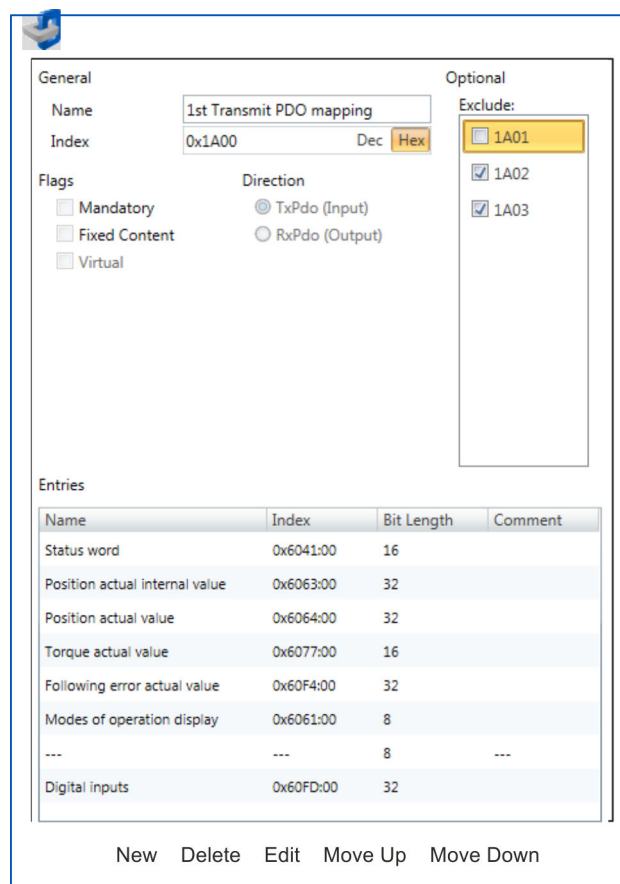 General
Optional
Name 1st Transmit PDO mapping
Exclude:
Index 0x1A00 Dec Hex
1A01
Flags Direction
1A02
Mandatory TxPdo (Input)
1A03
Fixed Content RxPdo (Output)
Virtual
Entries
Name Index Bit Length Comment
Status word 0x6041:00 16
Position actual internal value 0x6063:00 32
Position actual value 0x6064:00 32
Torque actual value 0x6077:00 16
Following error actual value 0x60F4:00 32
Modes of operation display 0x6061:00 8
--- --- 8 ---
Digital inputs 0x60FD:00 32
New Delete Edit Move Up Move Down